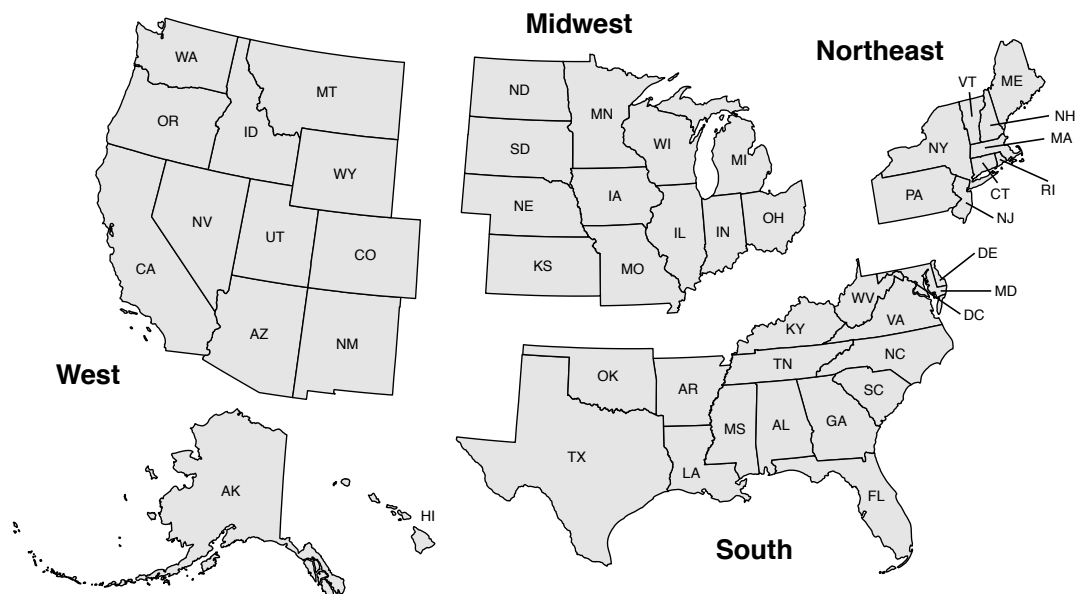 Midwest
Northeast
West
South
WA
MT
OR
ID
WY
NV
UT
CO
CA
AZ
NM
AK
HI
ND
MN
SD
WI
MI
NE
IA
IL
IN
OH
KS
MO
VT
ME
NH
NY
MA
PA
CT
RI
NJ
DE
WV
MD
VA
DC
KY
TN
NC
OK
AR
SC
MS
AL
GA
TX
LA
FL